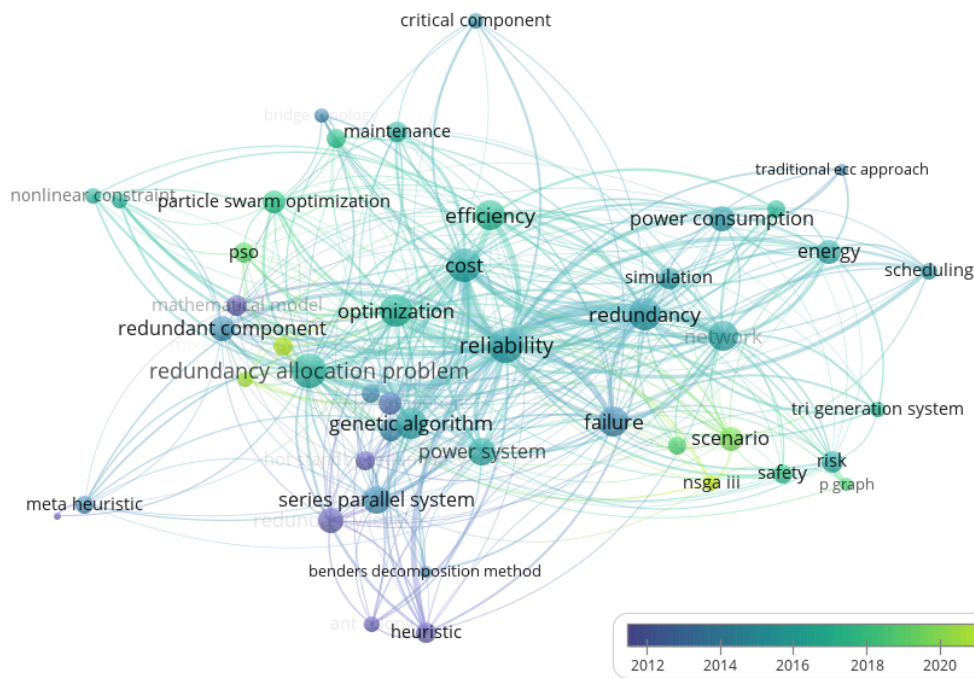 critical component
bridge
maintenance
traditional ecc approach
nonlinear constraint
particle swarm optimization
efficiency
power consumption
pso
energy
cost
scheduling
simulation
mathematical model
optimization
redundancy
redundant component
network
reliability
redundancy allocation problem
tri generation system
genetic algorithm
failure
scenario
power system
hot
risk
safety
nsga iii
p graph
series parallel system
meta heuristic
benders decomposition method
ant
heuristic
2012 2014 2016 2018 2020